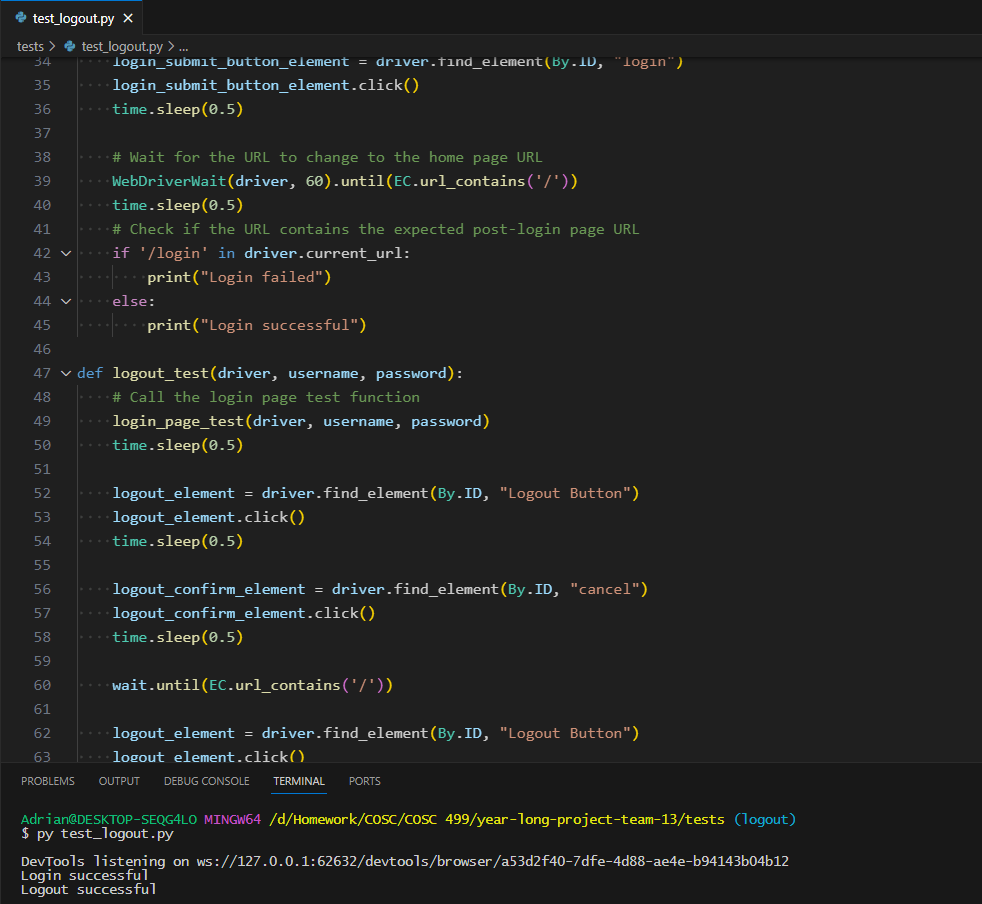 test_logout.py ×
tests > test_logout.py > ...
34 login_submit_button_element = driver.find_element(By.ID, "login")
35 login_submit_button_element.click()
36 time.sleep(0.5)
37
38 # Wait for the URL to change to the home page URL
39 WebDriverWait(driver, 60).until(EC.url_contains('/'))
40 time.sleep(0.5)
41 # Check if the URL contains the expected post-login page URL
42 if '/login' in driver.current_url:
43 print("Login failed")
44 else:
45 print("Login successful")
46
47 def logout_test(driver, username, password):
48 # Call the login page test function
49 login_page_test(driver, username, password)
50 time.sleep(0.5)
51
52 logout_element = driver.find_element(By.ID, "Logout Button")
53 logout_element.click()
54 time.sleep(0.5)
55
56 logout_confirm_element = driver.find_element(By.ID, "cancel")
57 logout_confirm_element.click()
58 time.sleep(0.5)
59
60 wait.until(EC.url_contains('/'))
61
62 logout_element = driver.find_element(By.ID, "Logout Button")
63 logout_element.click()
PROBLEMS OUTPUT DEBUG CONSOLE TERMINAL PORTS
Adrian@DESKTOP-SEQG4LO MINGW64 /d/Homework/COSC/COSC 499/year-long-project-team-13/tests (logout)
$ py test_logout.py
DevTools listening on ws://127.0.0.1:62632/devtools/browser/a53d2f40-7dfe-4d88-ae4e-b94143b04b12
Login successful
Logout successful